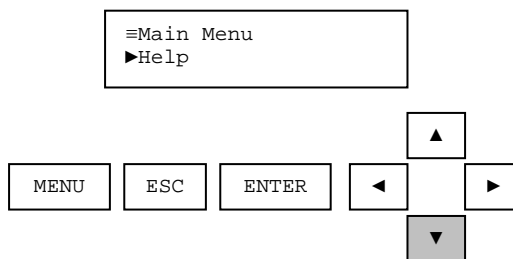 ≡Main Menu
►Help
▲
MENU ESC ENTER ◄ ►
▼